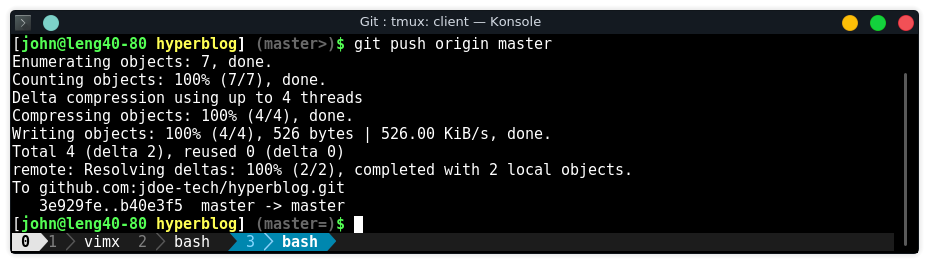 Git : tmux: client — Konsole
[john@leng40-80 hyperblog] (master>)$ git push origin master
Enumerating objects: 7, done.
Counting objects: 100% (7/7), done.
Delta compression using up to 4 threads
Compressing objects: 100% (4/4), done.
Writing objects: 100% (4/4), 526 bytes | 526.00 KiB/s, done.
Total 4 (delta 2), reused 0 (delta 0)
remote: Resolving deltas: 100% (2/2), completed with 2 local objects.
To github.com:jdoe-tech/hyperblog.git
   3e929fe..b40e3f5  master -> master
[john@leng40-80 hyperblog] (master=)$
0 1 vimx 2 bash 3 bash